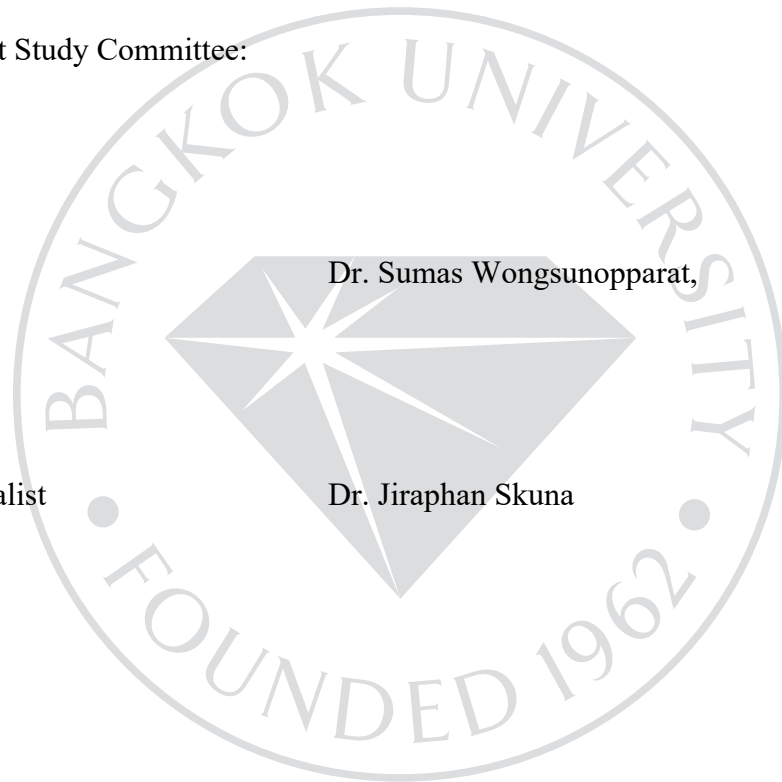 t Study Committee:
BANGKOK UNIVERSITY
Dr. Sumas Wongsunopparat,
alist Dr. Jiraphan Skuna
• FOUNDED 1962 •